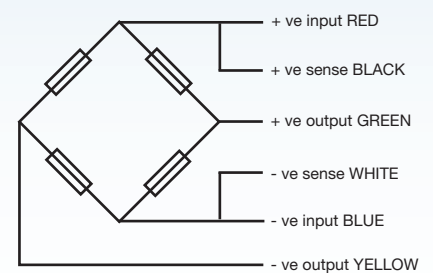 + ve input RED
+ ve sense BLACK
+ ve output GREEN
- ve sense WHITE
- ve input BLUE
- ve output YELLOW